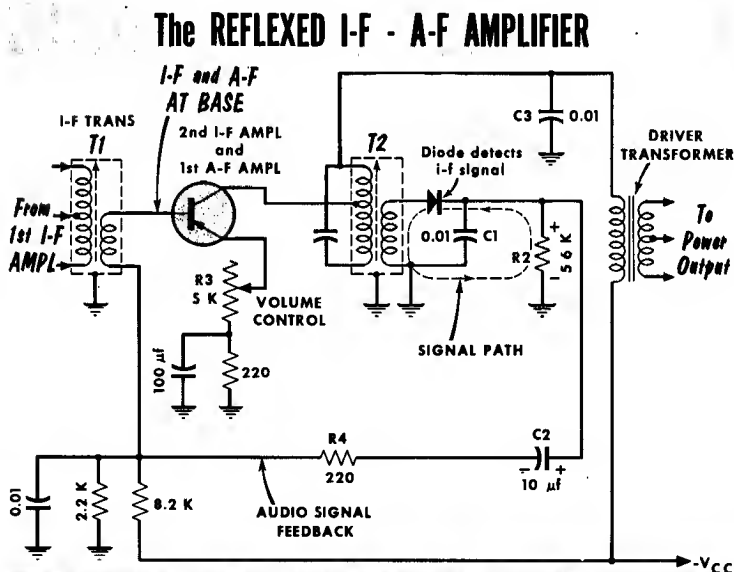 The REFLEXED I-F - A-F AMPLIFIER
I-F and A-F
AT BASE
I-F TRANS
T1
2nd I-F AMPL
and
1st A-F AMPL
T2
Diode detects
i-f signal
C3
0.01
DRIVER
TRANSFORMER
From
1st I-F
AMPL
0.01
C1
+
R2
56 K
-
To
Power
Output
R3
5 K
VOLUME
CONTROL
SIGNAL PATH
100 µf
220
R4
220
C2
- +
10 µf
0.01
2.2 K
8.2 K
AUDIO SIGNAL
FEEDBACK
-VCC